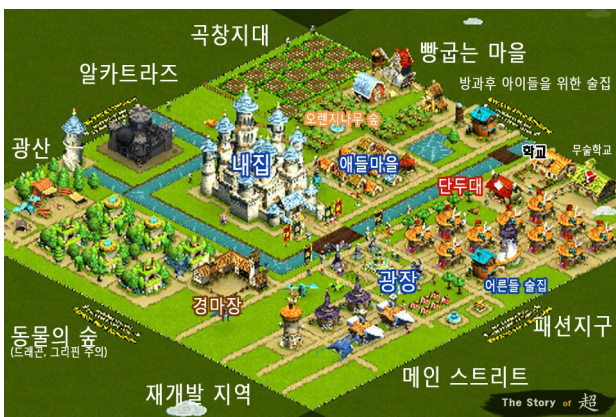 곡창지대
빵굽는 마을
알카트라즈
방과후 아이들을 위한 술집
오렌지나무 숲
광산
학교
무술학교
내집
애들마을
단두대
광장
어른들 술집
경마장
패션지구
동물의 숲
(드래곤, 그리핀 주의)
메인 스트리트
재개발 지역
The Story of 超